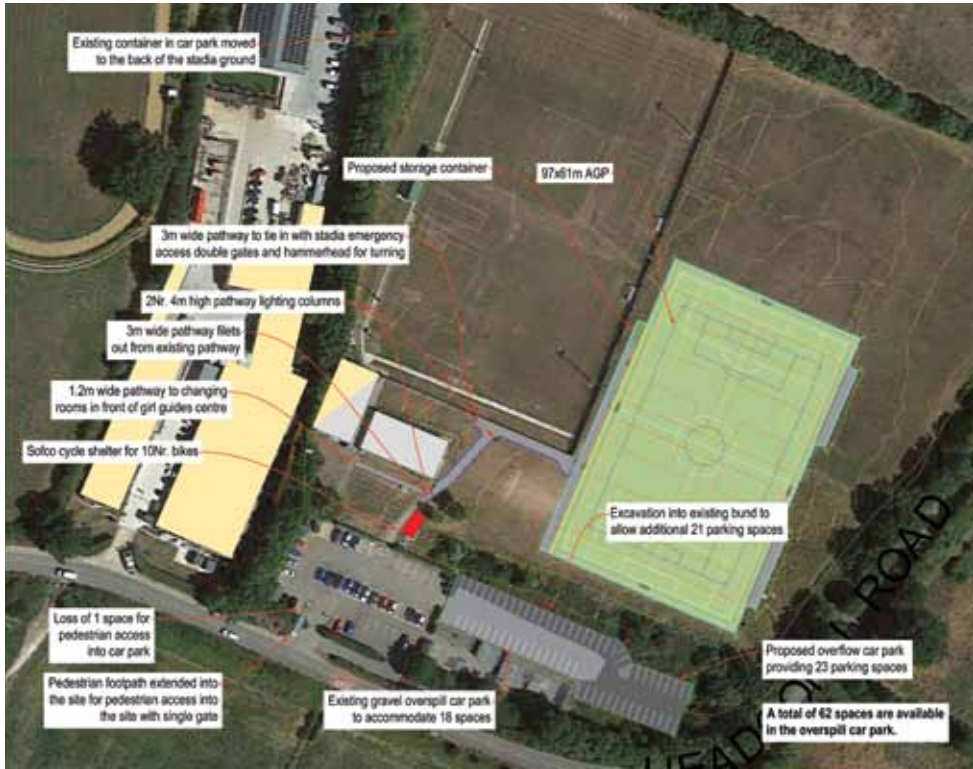 Existing container in car park moved
to the back of the stadia ground
Proposed storage container
97x61m AGP
3m wide pathway to tie in with stadia emergency
access double gates and hammerhead for turning
2Nr. 4m high pathway lighting columns
3m wide pathway filets
out from existing pathway
1.2m wide pathway to changing
rooms in front of girl guides centre
Sofco cycle shelter for 10Nr. bikes
Excavation into existing bund to
allow additional 21 parking spaces
Loss of 1 space for
pedestrian access
into car park
Pedestrian footpath extended into
the site for pedestrian access into
the site with single gate
Existing gravel overspill car park
to accommodate 18 spaces
Proposed overflow car park
providing 23 parking spaces
A total of 62 spaces are available
in the overspill car park.
ROAD